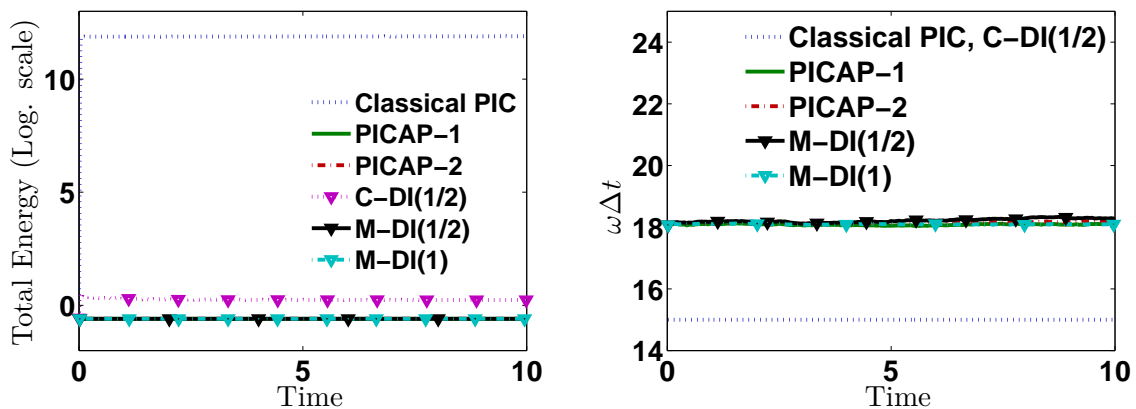 Total Energy (Log. scale)
10
5
0
Classical PIC
PICAP−1
PICAP−2
C−DI(1/2)
M−DI(1/2)
M−DI(1)
0
5
10
Time
ωΔt
24
22
20
18
16
14
Classical PIC, C−DI(1/2)
PICAP−1
PICAP−2
M−DI(1/2)
M−DI(1)
0
5
10
Time